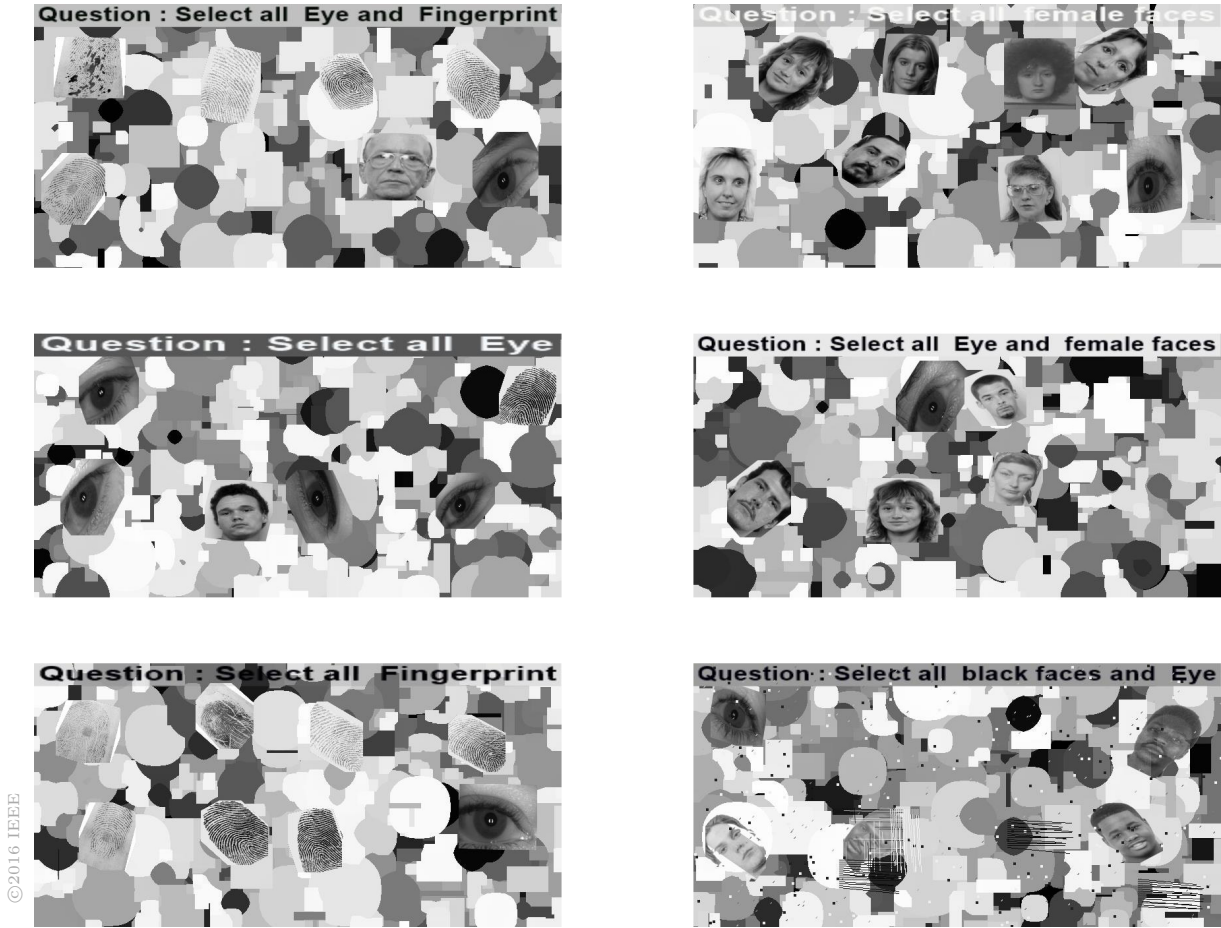 Question : Select all Eye and Fingerprint
Question : Select all female faces
Question : Select all Eye
Question : Select all Eye and female faces
Question : Select all Fingerprint
Question : Select all black faces and Eye
©2016 IEEE